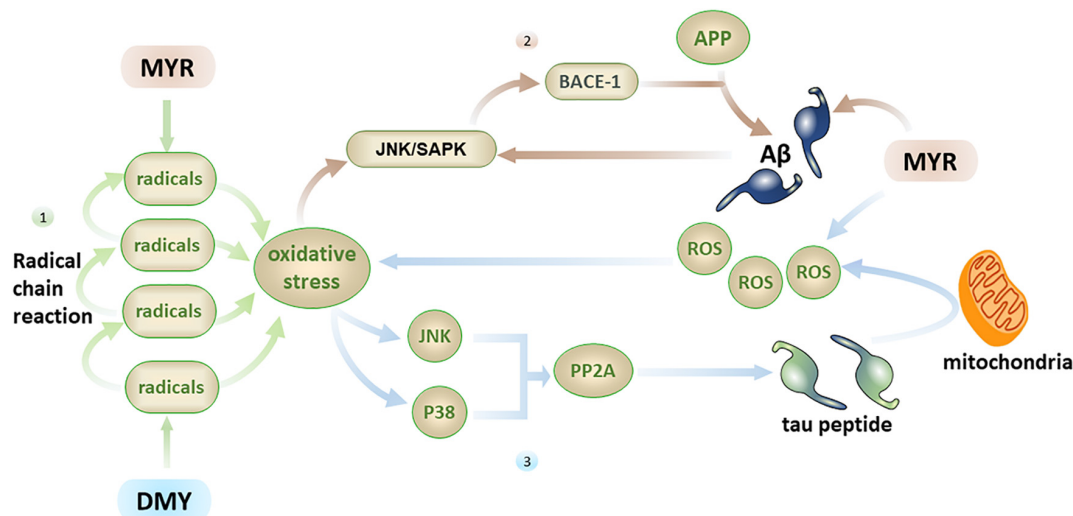 MYR
radicals
radicals
radicals
radicals
DMY
1
Radical
chain
reaction
oxidative
stress
2
APP
BACE-1
JNK/SAPK
Aβ
MYR
ROS
ROS
ROS
mitochondria
JNK
P38
PP2A
tau peptide
3